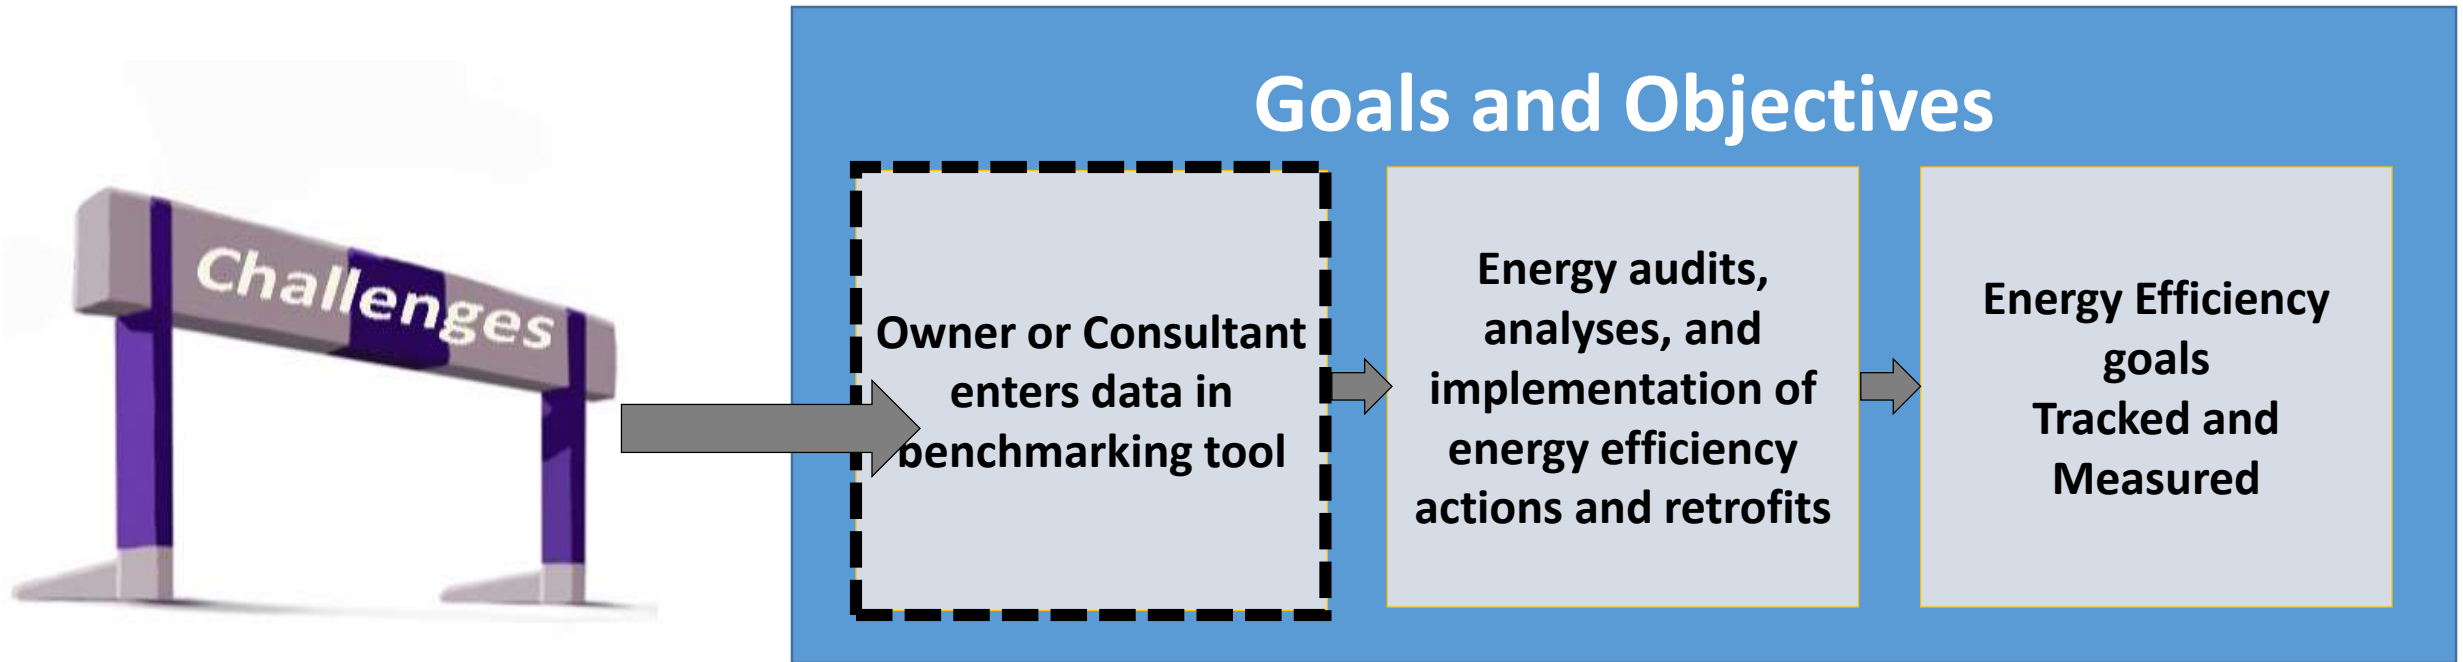 Challenges
Goals and Objectives
Owner or Consultant
enters data in
benchmarking tool
Energy audits,
analyses, and
implementation of
energy efficiency
actions and retrofits
Energy Efficiency
goals
Tracked and
Measured